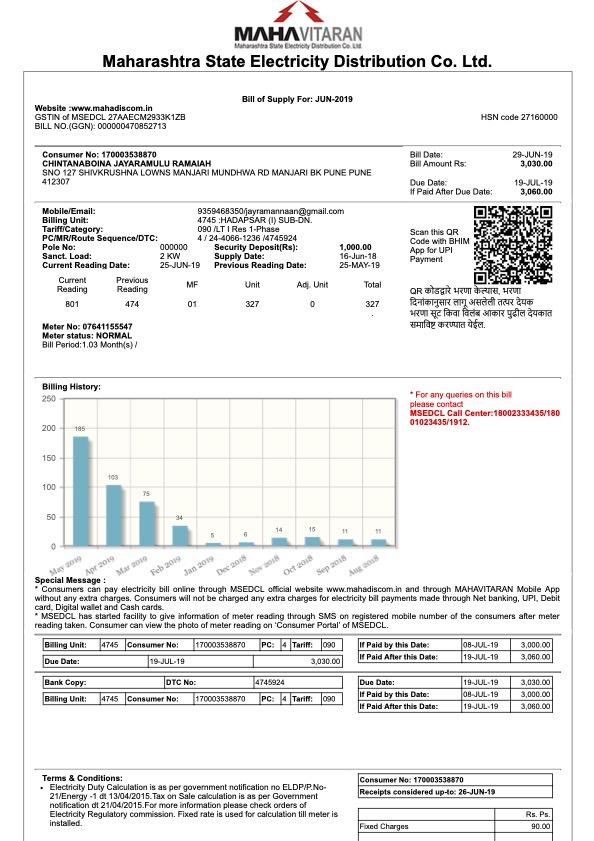 MAHAVITARAN
Maharashtra State Electricity Distribution Co. Ltd.
Maharashtra State Electricity Distribution Co. Ltd.
Bill of Supply For: JUN-2019
Website :www.mahadiscom.in
GSTIN of MSEDCL 27AAECM2933K1ZB HSN code 27160000
BILL NO.(GGN): 000000470852713
Consumer No: 170003538870 Bill Date: 29-JUN-19
CHINTANABOINA JAYARAMULU RAMAIAH Bill Amount Rs: 3,030.00
SNO 127 SHIVKRUSHNA LOWNS MANJARI MUNDHWA RD MANJARI BK PUNE PUNE
412307 Due Date: 19-JUL-19
If Paid After Due Date: 3,060.00
Mobile/Email: 9359468350/jayramannaan@gmail.com
Billing Unit: 4745 :HADAPSAR (I) SUB-DN.
Tariff/Category: 090 /LT I Res 1-Phase
PC/MR/Route Sequence/DTC: 4 / 24-4066-1236 /4745924
Pole No: 000000 Security Deposit(Rs): 1,000.00
Sanct. Load: 2 KW Supply Date: 16-Jun-18
Current Reading Date: 25-JUN-19 Previous Reading Date: 25-MAY-19
Scan this QR
Code with BHIM
App for UPI
Payment
Current Reading Previous Reading MF Unit Adj. Unit Total
801 474 01 327 0 327
.
QR कोडद्वारे भरणा केल्यास, भरणा
दिनांकानुसार लागू असलेली तत्पर देयक
भरणा सूट किंवा विलंब आकार पुढील देयकात
समाविष्ट करण्यात येईल.
Meter No: 07641155547
Meter status: NORMAL
Bill Period:1.03 Month(s) /
Billing History:
250
200
150
100
50
0
185
103
75
34
5
6
14
15
11
11
May 2019
Apr 2019
Mar 2019
Feb 2019
Jan 2019
Dec 2018
Nov 2018
Oct 2018
Sep 2018
Aug 2018
* For any queries on this bill
please contact
MSEDCL Call Center:18002333435/180
01023435/1912.
Special Message :
* Consumers can pay electricity bill online through MSEDCL official website www.mahadiscom.in and through MAHAVITARAN Mobile App
without any extra charges. Consumers will not be charged any extra charges for electricity bill payments made through Net banking, UPI, Debit
card, Digital wallet and Cash cards.
* MSEDCL has started facility to give information of meter reading through SMS on registered mobile number of the consumers after meter
reading taken. Consumer can view the photo of meter reading on 'Consumer Portal' of MSEDCL.
Billing Unit: 4745 Consumer No: 170003538870 PC: 4 Tariff: 090
Due Date: 19-JUL-19 3,030.00
If Paid by this Date: 08-JUL-19 3,000.00
If Paid After this Date: 19-JUL-19 3,060.00
Bank Copy: DTC No: 4745924
Billing Unit: 4745 Consumer No: 170003538870 PC: 4 Tariff: 090
Due Date: 19-JUL-19 3,030.00
If Paid by this Date: 08-JUL-19 3,000.00
If Paid After this Date: 19-JUL-19 3,060.00
Terms & Conditions:
• Electricity Duty Calculation is as per government notification no ELDP/P.No-
21/Energy -1 dt 13/04/2015.Tax on Sale calculation is as per Government
notification dt 21/04/2015.For more information please check orders of
Electricity Regulatory commission. Fixed rate is used for calculation till meter is
installed.
Consumer No: 170003538870
Receipts considered up-to: 26-JUN-19
Rs. Ps.
Fixed Charges 90.00